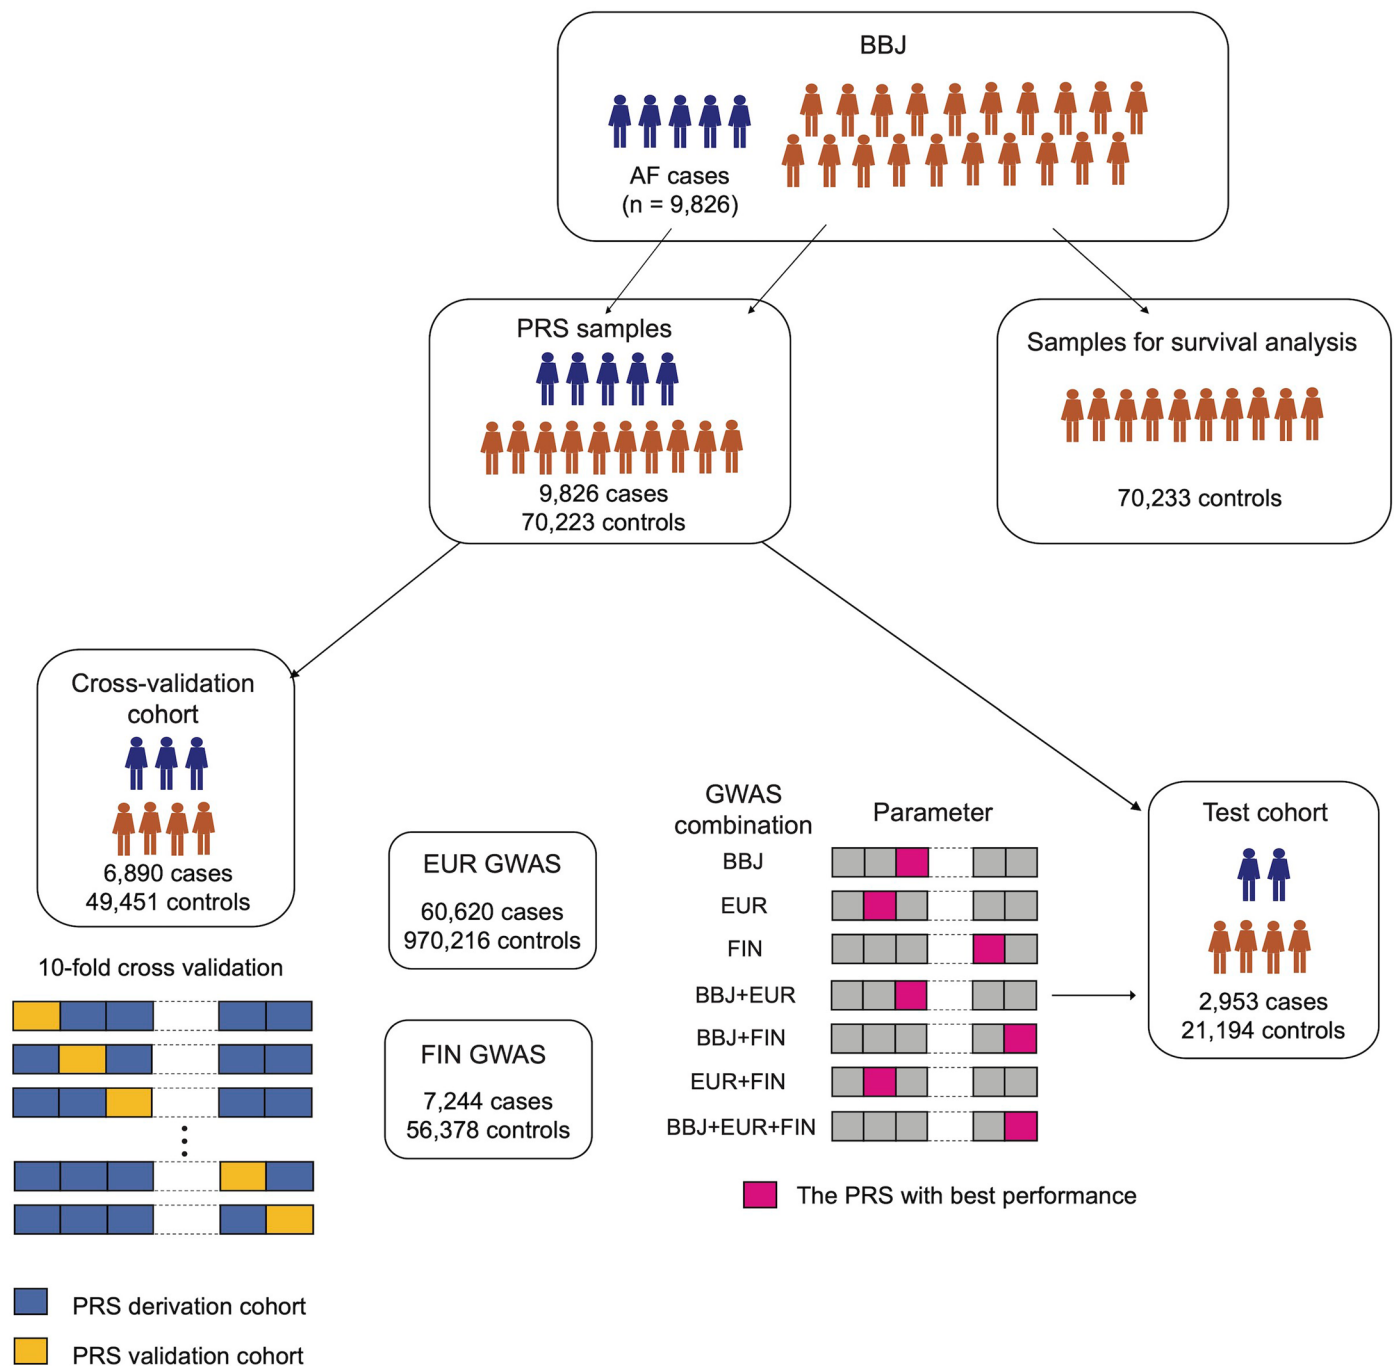 BBJ
AF cases
(n = 9,826)
PRS samples
9,826 cases
70,223 controls
Samples for survival analysis
70,233 controls
Cross-validation
cohort
6,890 cases
49,451 controls
10-fold cross validation
PRS derivation cohort
PRS validation cohort
EUR GWAS
60,620 cases
970,216 controls
FIN GWAS
7,244 cases
56,378 controls
GWAS
combination
Parameter
BBJ
EUR
FIN
BBJ+EUR
BBJ+FIN
EUR+FIN
BBJ+EUR+FIN
The PRS with best performance
Test cohort
2,953 cases
21,194 controls